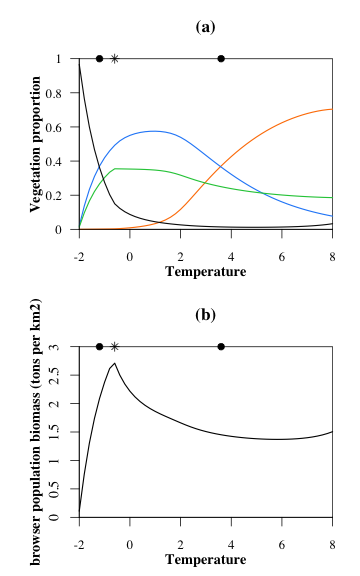 (a)
Vegetation proportion
1
0.8
0.6
0.4
0.2
0
-2 0 2 4 6 8
Temperature
(b)
browser population biomass (tons per km2)
3
2.5
2
1.5
1
0.5
0
-2 0 2 4 6 8
Temperature